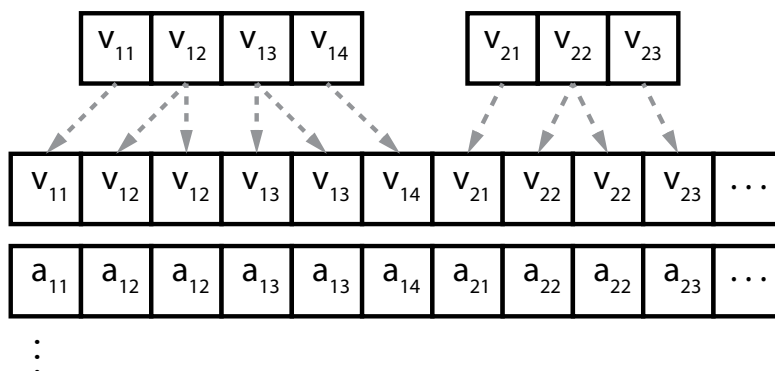 v11 v12 v13 v14 v21 v22 v23
v11 v12 v12 v13 v13 v14 v21 v22 v22 v23 ...
a11 a12 a12 a13 a13 a14 a21 a22 a22 a23 ...
⋮